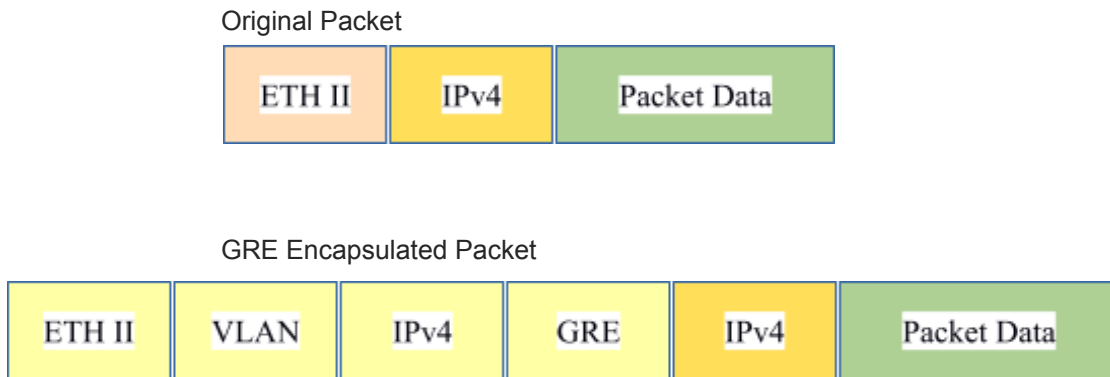 Original Packet
ETH II IPv4 Packet Data
GRE Encapsulated Packet
ETH II VLAN IPv4 GRE IPv4 Packet Data